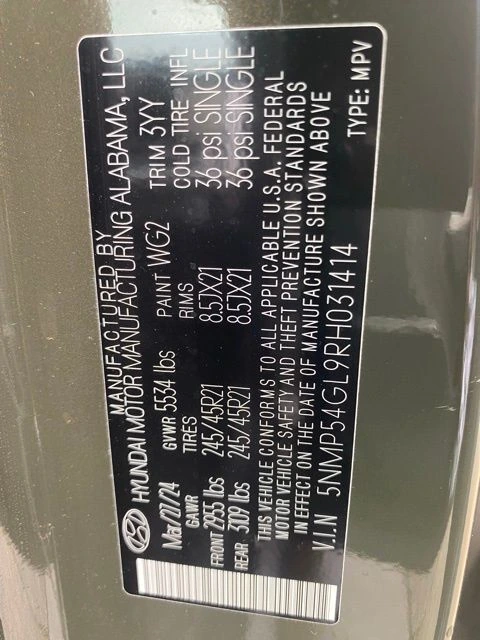 MANUFACTURED BY
HYUNDAI MOTOR MANUFACTURING ALABAMA, LLC
Mar/27/24 GVWR 5534 lbs PAINT WG2 TRIM 3YY
GAWR TIRES RIMS COLD TIRE INFL
FRONT 2955 lbs 245/45R21 8.5JX21 36 psi SINGLE
REAR 3109 lbs 245/45R21 8.5JX21 36 psi SINGLE
THIS VEHICLE CONFORMS TO ALL APPLICABLE U.S.A. FEDERAL
MOTOR VEHICLE SAFETY AND THEFT PREVENTION STANDARDS
IN EFFECT ON THE DATE OF MANUFACTURE SHOWN ABOVE
V.I.N 5NMP54GL9RH031414 TYPE: MPV